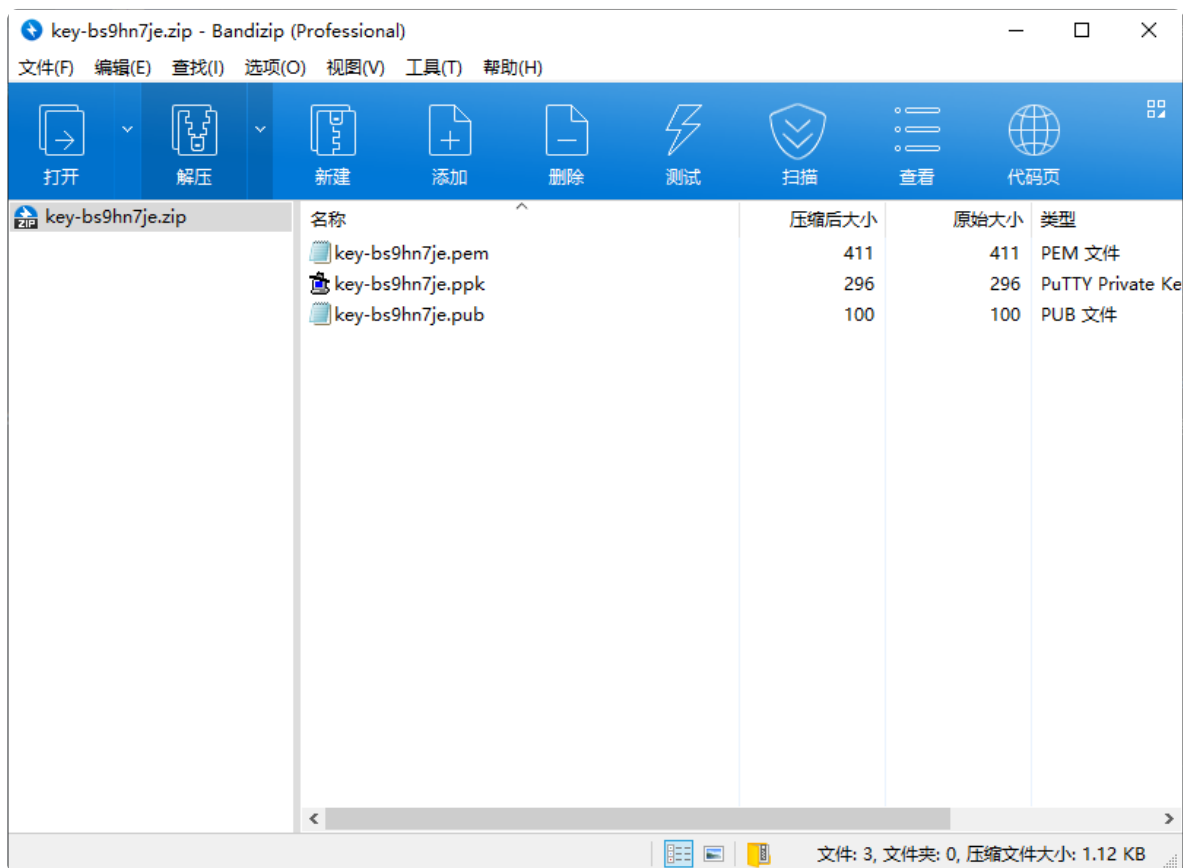 key-bs9hn7je.zip - Bandizip (Professional)
文件(F) 编辑(E) 查找(I) 选项(O) 视图(V) 工具(T) 帮助(H)
打开 解压 新建 添加 删除 测试 扫描 查看 代码页
ZIP key-bs9hn7je.zip
名称 压缩后大小 原始大小 类型
key-bs9hn7je.pem 411 411 PEM 文件
key-bs9hn7je.ppk 296 296 PuTTY Private Ke
key-bs9hn7je.pub 100 100 PUB 文件
文件: 3, 文件夹: 0, 压缩文件大小: 1.12 KB